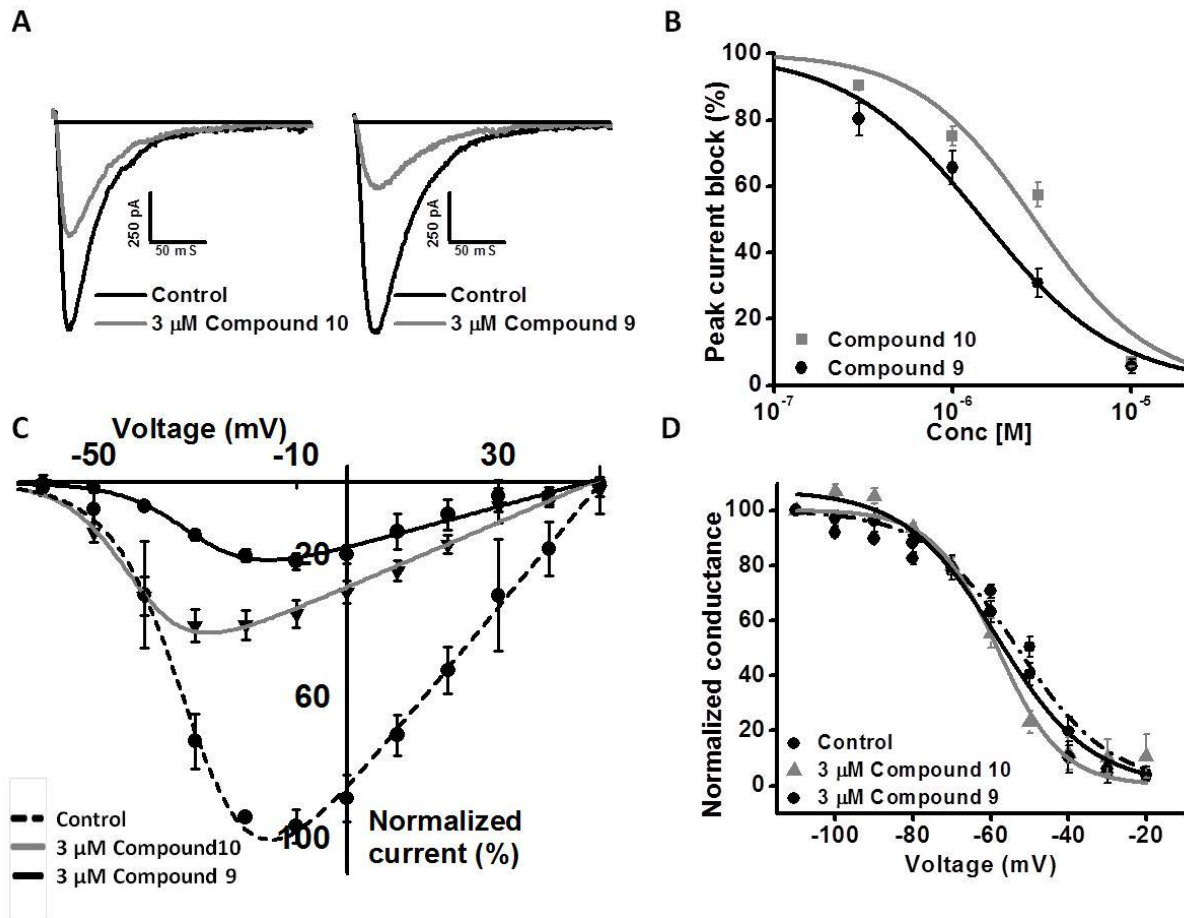 A
250 pA
50 m S
Control
3 μM Compound 10
250 pA
50 m S
Control
3 μM Compound 9
B
Peak current block (%)
100
80
60
40
20
0
Compound 10
Compound 9
10-7
10-6
10-5
Conc [M]
C
Voltage (mV)
-50
-10
30
20
60
100
Normalized
current (%)
Control
3 μM Compound10
3 μM Compound 9
D
Normalized conductance
100
80
60
40
20
0
Control
3 μM Compound 10
3 μM Compound 9
-100
-80
-60
-40
-20
Voltage (mV)